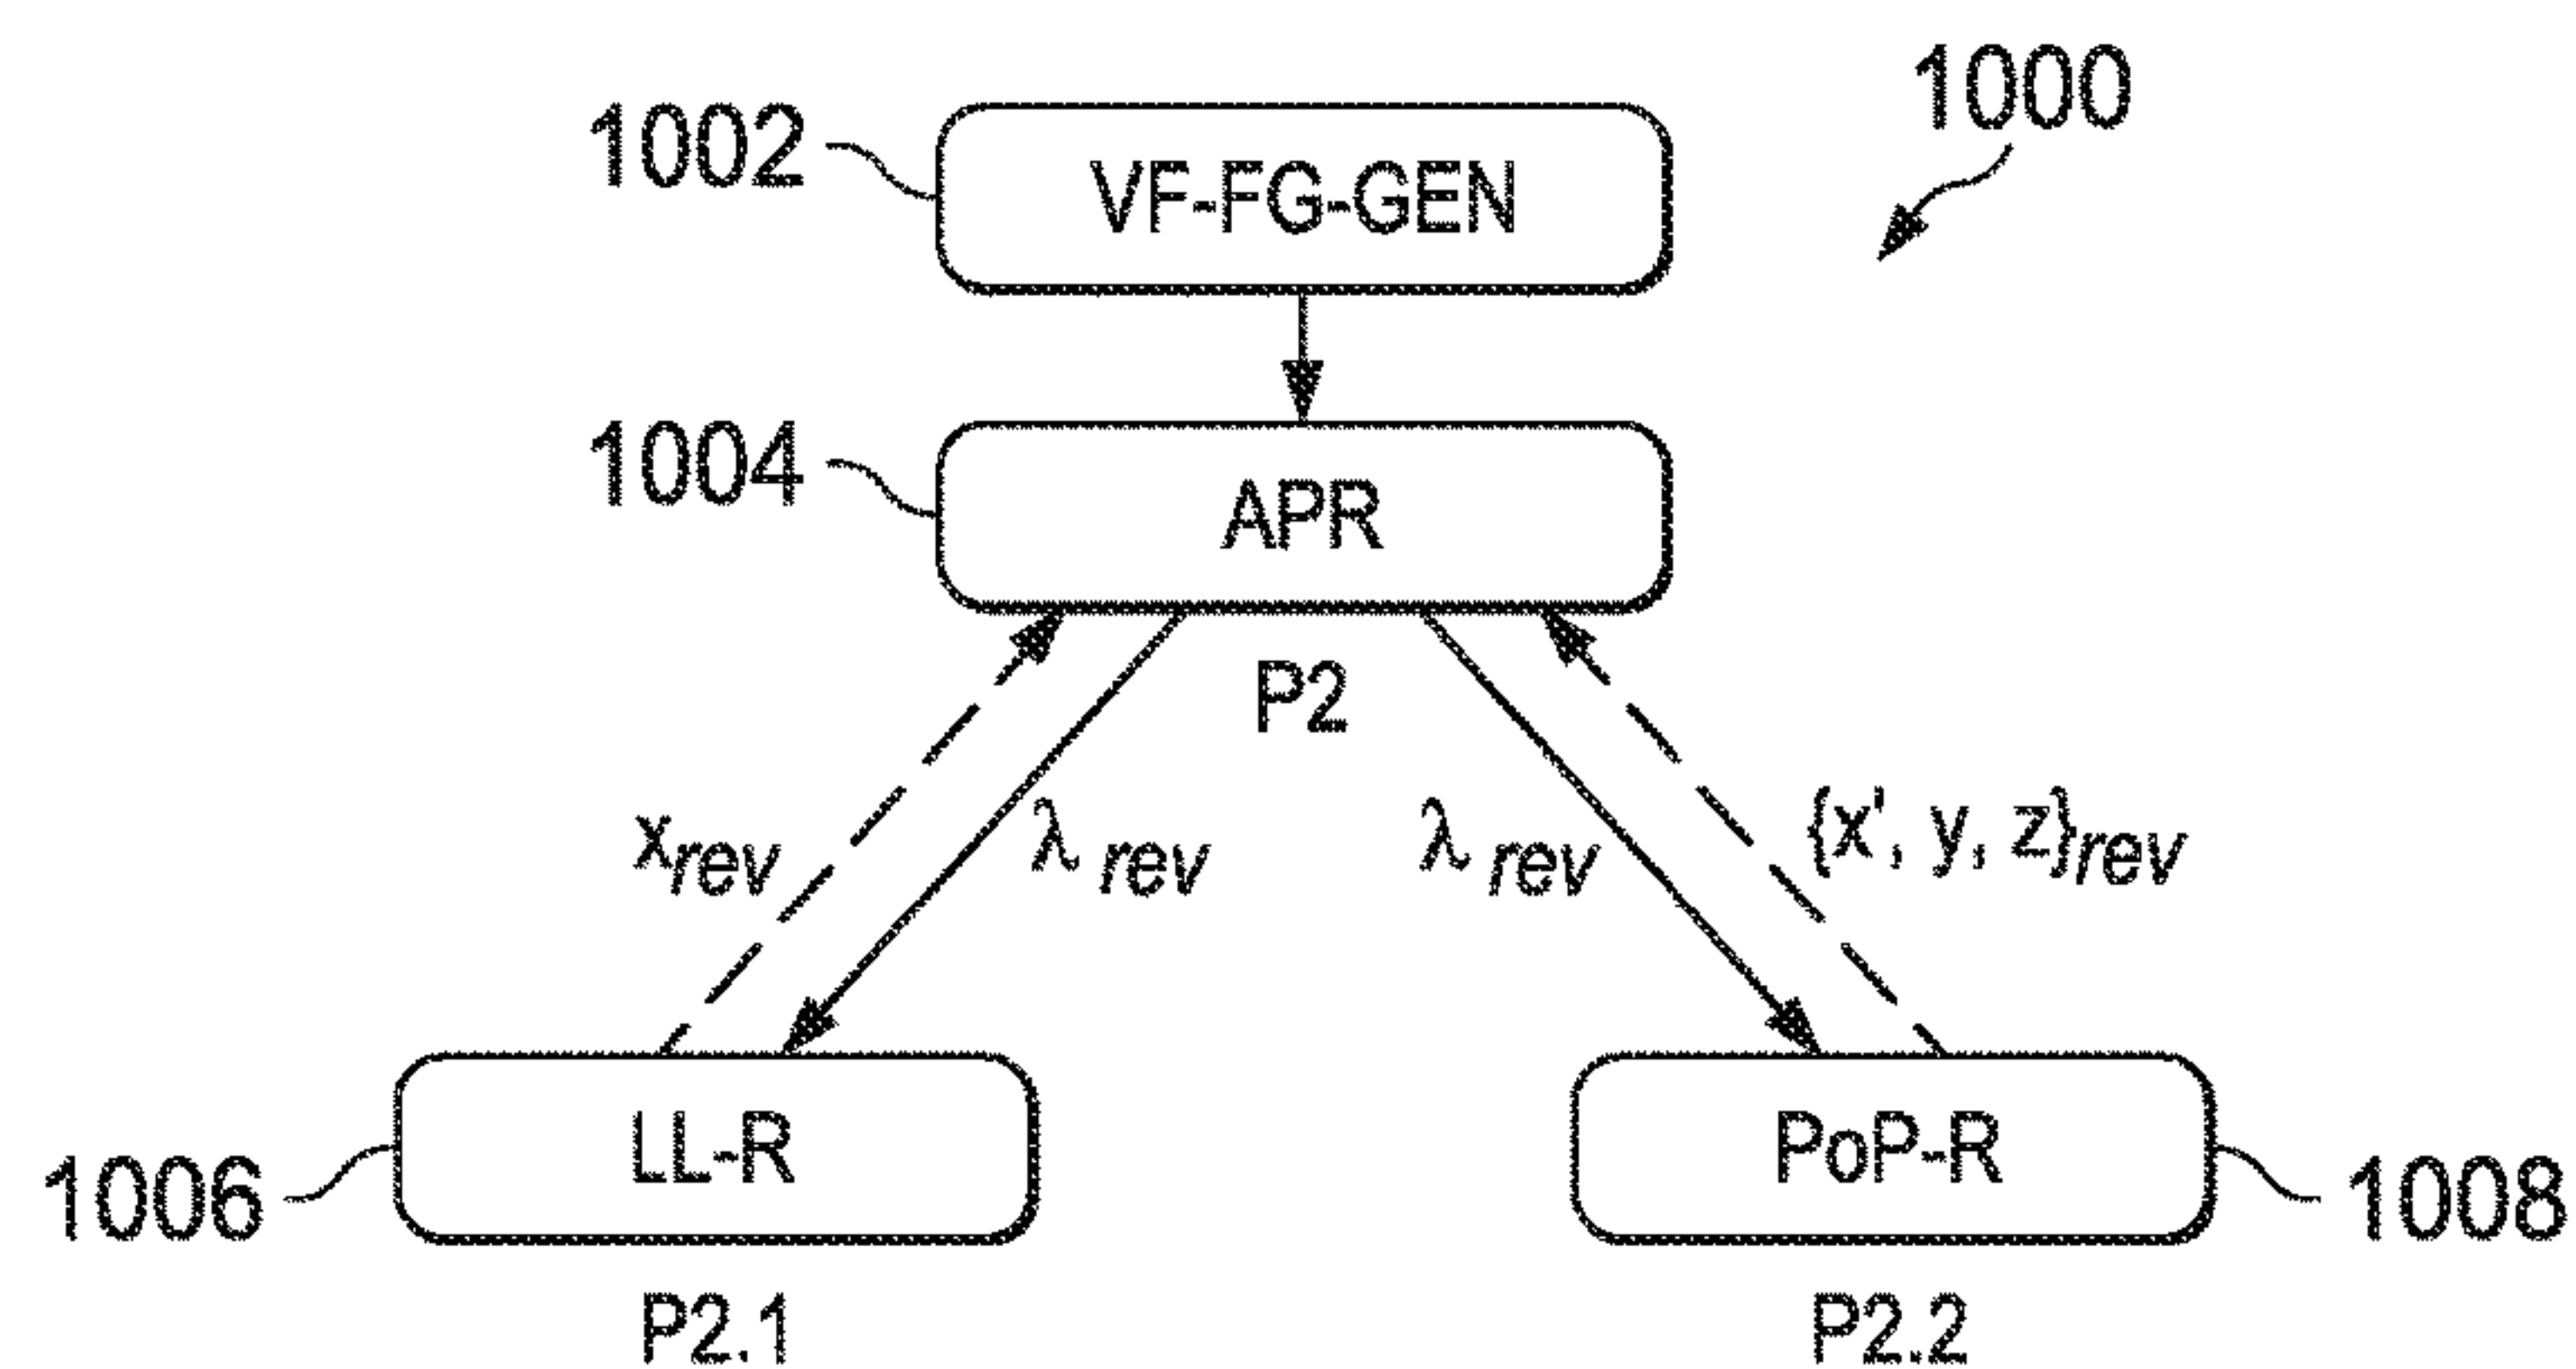 1000
1002
VF-FG-GEN
1004
APR
P2
x_rev
λ rev
λ rev
{x', y, z}rev
1006
LL-R
PoP-R
1008
P2.1
P2.2